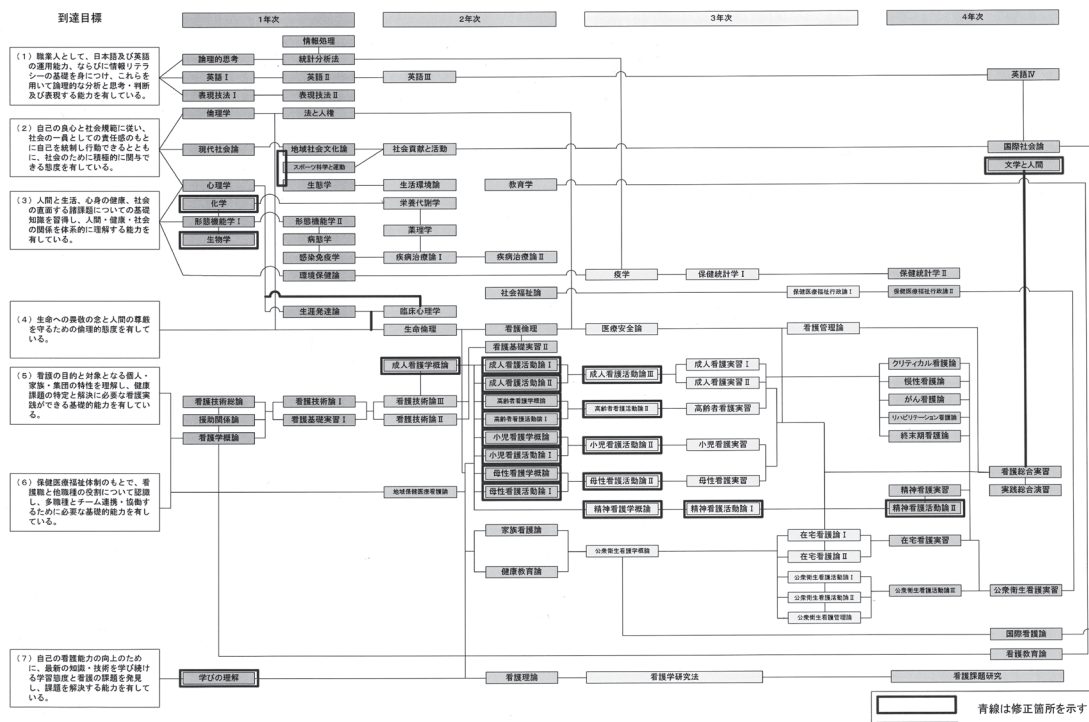 到達目標
1年次
2年次
3年次
4年次
(1)職業人として、日本語及び英語
の運用能力、ならびに情報リテラ
シーの基礎を身につけ、これらを
用いて論理的な分析と思考・判断
及び表現する能力を有している。
情報処理
論理的思考
統計分析法
英語Ⅰ
英語Ⅱ
英語Ⅲ
英語Ⅳ
表現技法Ⅰ
表現技法Ⅱ
倫理学
法と人権
(2)自己の良心と社会規範に従い、
社会の一員としての責任感のもと
に自己を統制し行動できるととも
に、社会のために積極的に関与で
きる態度を有している。
現代社会論
地域社会文化論
社会貢献と活動
国際社会論
スポーツ科学と運動
文学と人間
心理学
生態学
生活環境論
教育学
(3)人間と生活、心身の健康、社会
の直面する諸課題についての基礎
知識を習得し、人間・健康・社会
の関係を体系的に理解する能力を
有している。
化学
栄養代謝学
形態機能学Ⅰ
形態機能学Ⅱ
薬理学
生物学
病態学
感染免疫学
疾病治療論Ⅰ
疾病治療論Ⅱ
環境保健論
疫学
保健統計学Ⅰ
保健統計学Ⅱ
社会福祉論
保健医療福祉行政論Ⅰ
保健医療福祉行政論Ⅱ
(4)生命への畏敬の念と人間の尊厳
を守るための倫理的態度を有して
いる。
生涯発達論
臨床心理学
生命倫理
看護倫理
医療安全論
看護管理論
看護基礎実習Ⅱ
(5)看護の目的と対象となる個人・
家族・集団の特性を理解し、健康
課題の特定と解決に必要な看護実
践ができる基礎的能力を有してい
る。
成人看護学概論
成人看護活動論Ⅰ
成人看護活動論Ⅱ
成人看護活動論Ⅲ
成人看護実習Ⅰ
成人看護実習Ⅱ
クリティカル看護論
慢性看護論
がん看護論
リハビリテーション看護論
終末期看護論
看護技術総論
看護技術論Ⅰ
看護技術論Ⅲ
高齢者看護学概論
高齢者看護活動論Ⅱ
高齢者看護実習
援助関係論
看護基礎実習Ⅰ
看護技術論Ⅱ
高齢者看護活動論Ⅰ
看護学概論
小児看護学概論
小児看護活動論Ⅰ
小児看護活動論Ⅱ
小児看護実習
(6)保健医療福祉体制のもとで、看
護職と他職種の役割について認識
し、多職種とチーム連携・協働す
るために必要な基礎的能力を有し
ている。
母性看護学概論
母性看護活動論Ⅰ
母性看護活動論Ⅱ
母性看護実習
看護総合実習
地域保健医療看護論
精神看護実習
実践総合演習
精神看護学概論
精神看護活動論Ⅰ
精神看護活動論Ⅱ
家族看護論
公衆衛生看護学概論
在宅看護論Ⅰ
在宅看護論Ⅱ
在宅看護実習
健康教育論
公衆衛生看護活動論Ⅰ
公衆衛生看護活動論Ⅱ
公衆衛生看護活動論Ⅲ
公衆衛生看護実習
公衆衛生看護管理論
国際看護論
看護教育論
(7)自己の看護能力の向上のため
に、最新の知識・技術を学び続け
る学習態度と看護の課題を発見
し、課題を解決する能力を有して
いる。
学びの理解
看護理論
看護学研究法
看護課題研究
青線は修正箇所を示す